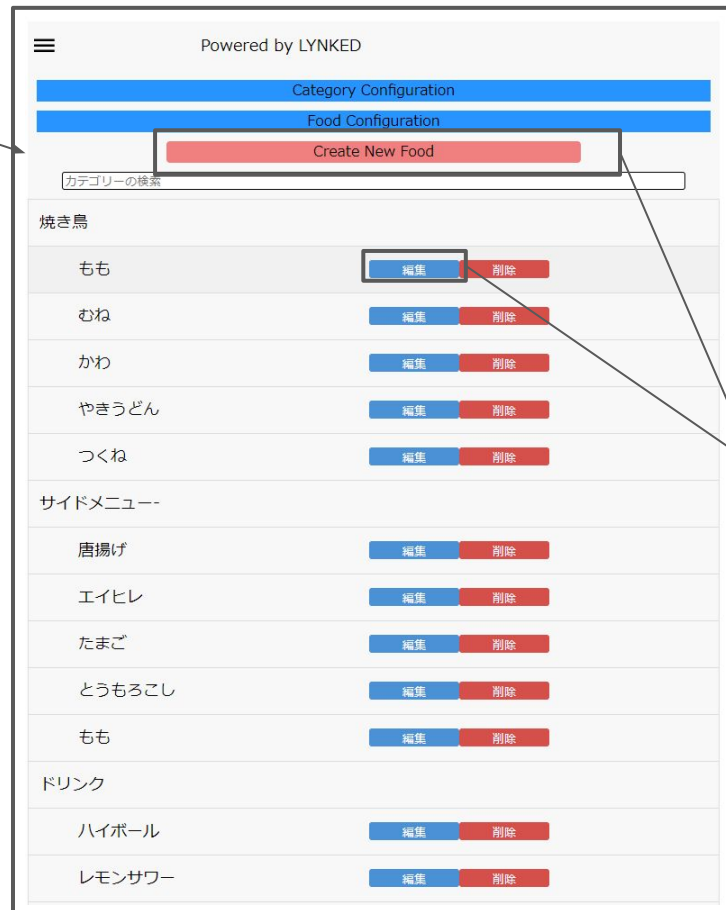 Powered by LYNKED
Category Configuration
Food Configuration
Create New Food
カテゴリーの検索
焼き鳥
もも 編集 削除
むね 編集 削除
かわ 編集 削除
やきうどん 編集 削除
つくね 編集 削除
サイドメニュー-
唐揚げ 編集 削除
エイヒレ 編集 削除
たまご 編集 削除
とうもろこし 編集 削除
もも 編集 削除
ドリンク
ハイボール 編集 削除
レモンサワー 編集 削除